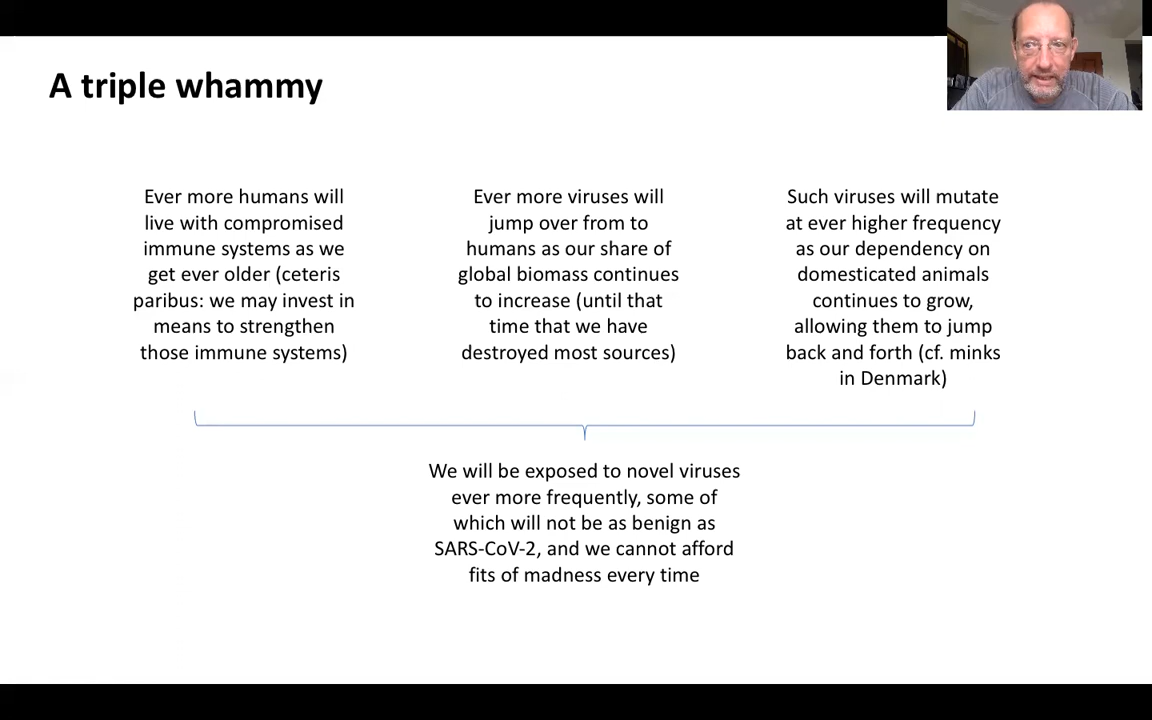 A triple whammy
Ever more humans will
live with compromised
immune systems as we
get ever older (ceteris
paribus: we may invest in
means to strengthen
those immune systems)
Ever more viruses will
jump over from to
humans as our share of
global biomass continues
to increase (until that
time that we have
destroyed most sources)
Such viruses will mutate
at ever higher frequency
as our dependency on
domesticated animals
continues to grow,
allowing them to jump
back and forth (cf. minks
in Denmark)
We will be exposed to novel viruses
ever more frequently, some of
which will not be as benign as
SARS-CoV-2, and we cannot afford
fits of madness every time